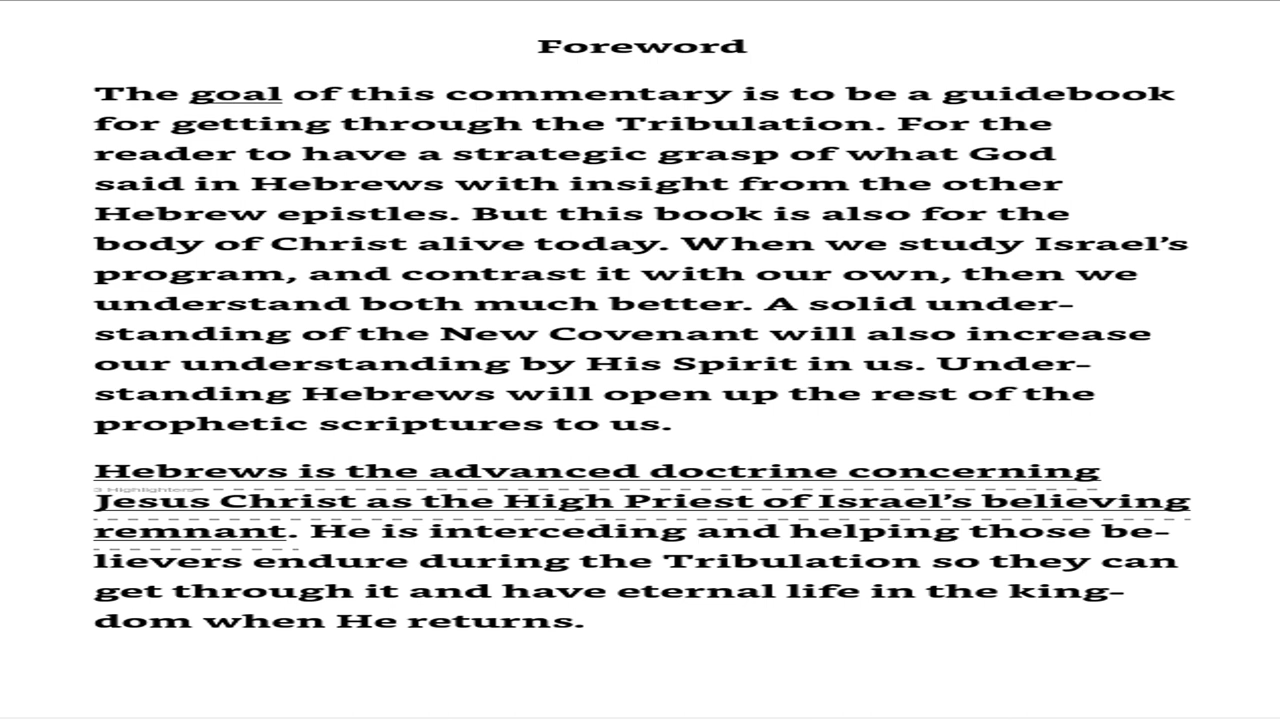 Foreword
The goal of this commentary is to be a guidebook
for getting through the Tribulation. For the
reader to have a strategic grasp of what God
said in Hebrews with insight from the other
Hebrew epistles. But this book is also for the
body of Christ alive today. When we study Israel’s
program, and contrast it with our own, then we
understand both much better. A solid under-
standing of the New Covenant will also increase
our understanding by His Spirit in us. Under-
standing Hebrews will open up the rest of the
prophetic scriptures to us.
Hebrews is the advanced doctrine concerning
3 Highlighters
Jesus Christ as the High Priest of Israel’s believing
remnant. He is interceding and helping those be-
lievers endure during the Tribulation so they can
get through it and have eternal life in the king-
dom when He returns.